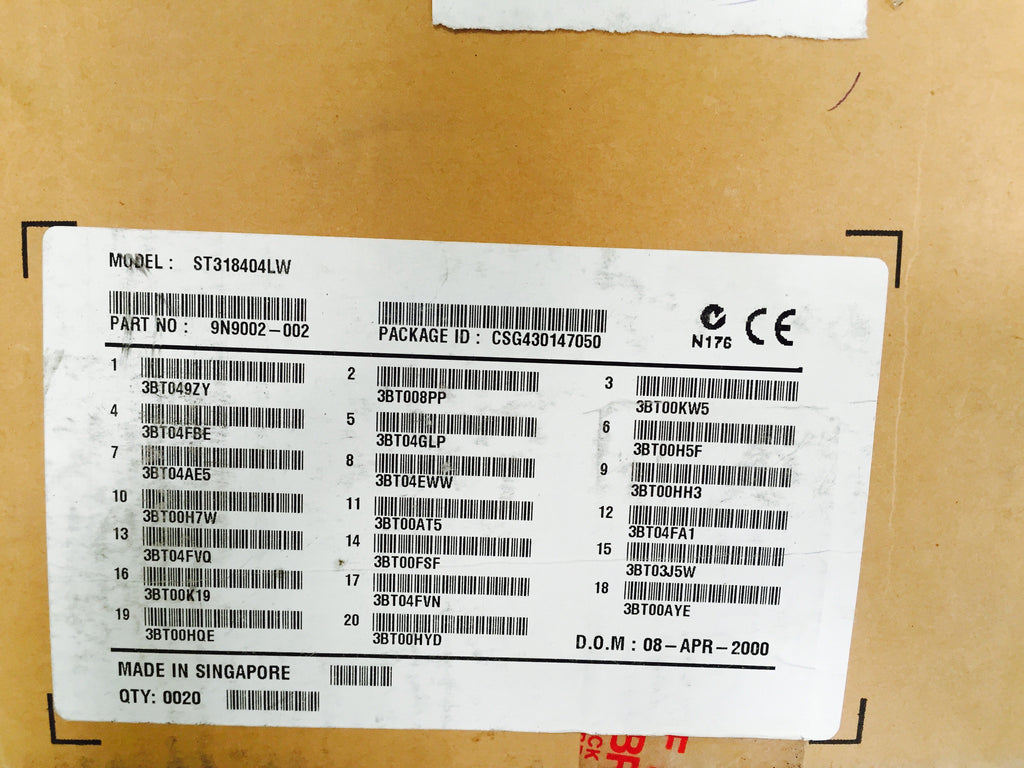 MODEL : ST318404LW
PART NO : 9N9002-002
PACKAGE ID : CSG430147050
N176 CE
1 3BT049ZY
2 3BT008PP
3 3BT00KW5
4 3BT04FBE
5 3BT04GLP
6 3BT00H5F
7 3BT04AE5
8 3BT04EWW
9 3BT00HH3
10 3BT00H7W
11 3BT00AT5
12 3BT04FA1
13 3BT04FVQ
14 3BT00FSF
15 3BT03J5W
16 3BT00K19
17 3BT04FVN
18 3BT00AYE
19 3BT00HQE
20 3BT00HYD
D.O.M : 08-APR-2000
MADE IN SINGAPORE
QTY: 0020